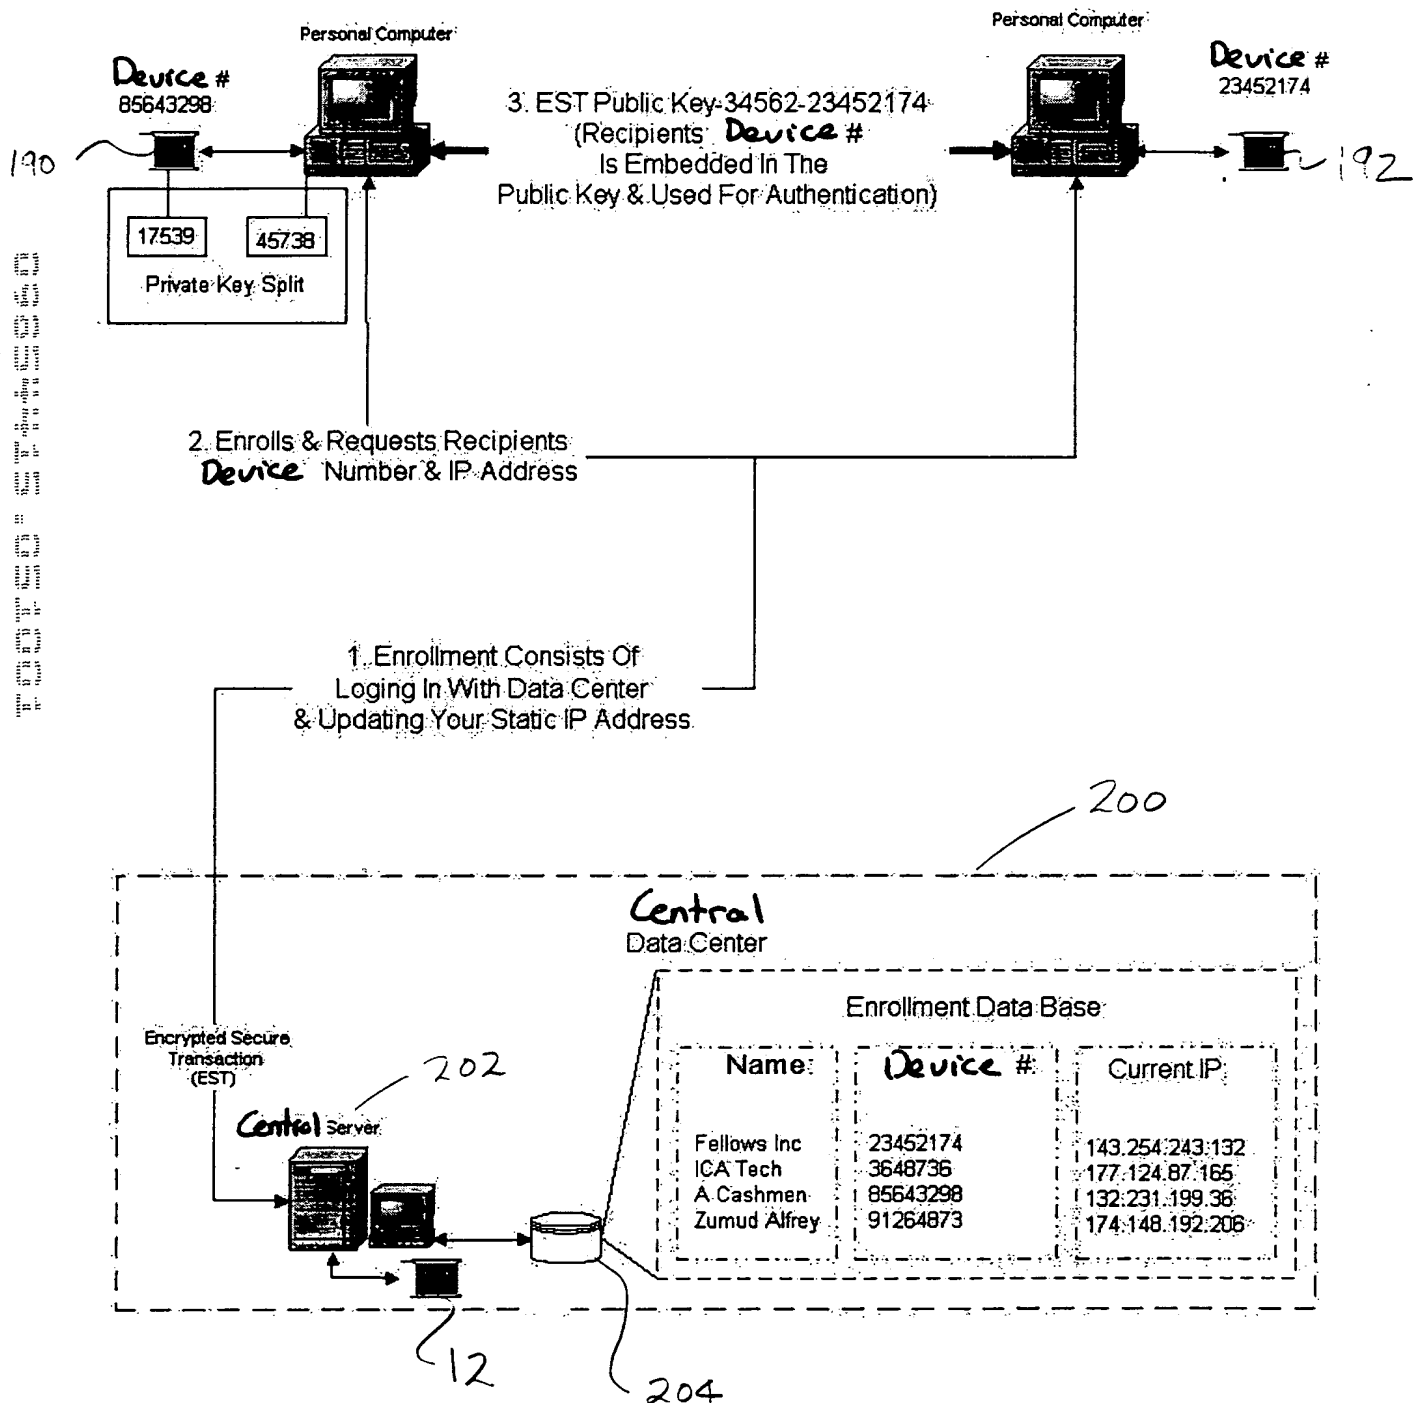 Personal Computer
Personal Computer
Device #
85643298
Device #
23452174
3. EST Public Key-34562-23452174
(Recipients Device #
Is Embedded In The
Public Key & Used For Authentication)
190
192
17539
45738
Private Key Split
2. Enrolls & Requests Recipients
Device Number & IP Address
1. Enrollment Consists Of
Loging In With Data Center
& Updating Your Static IP Address
200
Central
Data Center
Enrollment Data Base
Encrypted Secure
Transaction
(EST)
202
Central Server
Name Device # Current IP
Fellows Inc 23452174 143.254.243.132
ICA Tech 3648736 177.124.87.165
A Cashmen 85643298 132.231.199.36
Zumud Alfrey 91264873 174.148.192.206
12
204